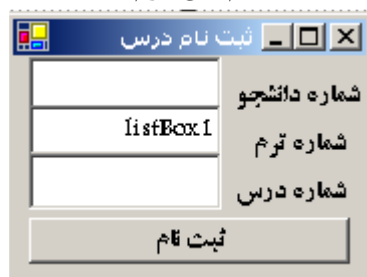 ثبت نام درس
شماره دانشجو
listBox1
شماره ترم
شماره درس
ثبت نام